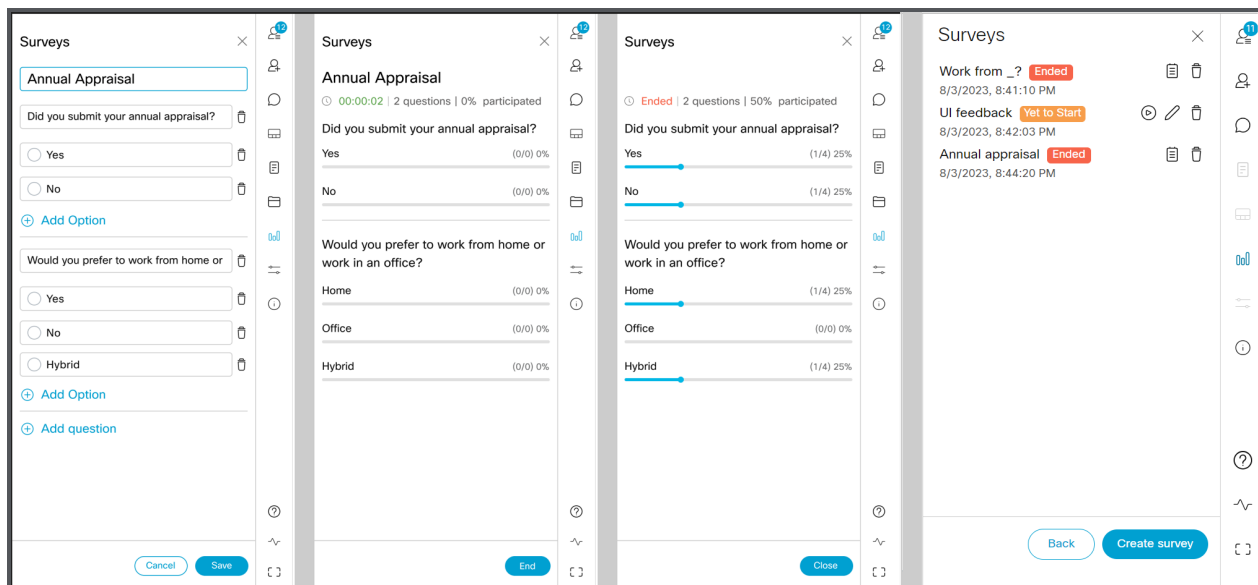 Surveys
12
Annual Appraisal
Did you submit your annual appraisal?
Yes
No
Add Option
Would you prefer to work from home or
Yes
No
Hybrid
Add Option
Add question
Cancel
Save
Surveys
12
Annual Appraisal
00:00:02 | 2 questions | 0% participated
Did you submit your annual appraisal?
Yes (0/0) 0%
No (0/0) 0%
Would you prefer to work from home or
work in an office?
Home (0/0) 0%
Office (0/0) 0%
Hybrid (0/0) 0%
End
Surveys
12
Ended | 2 questions | 50% participated
Did you submit your annual appraisal?
Yes (1/4) 25%
No (1/4) 25%
Would you prefer to work from home or
work in an office?
Home (1/4) 25%
Office (0/0) 0%
Hybrid (1/4) 25%
Close
Surveys
11
Work from _? Ended
8/3/2023, 8:41:10 PM
UI feedback Yet to Start
8/3/2023, 8:42:03 PM
Annual appraisal Ended
8/3/2023, 8:44:20 PM
Back
Create survey